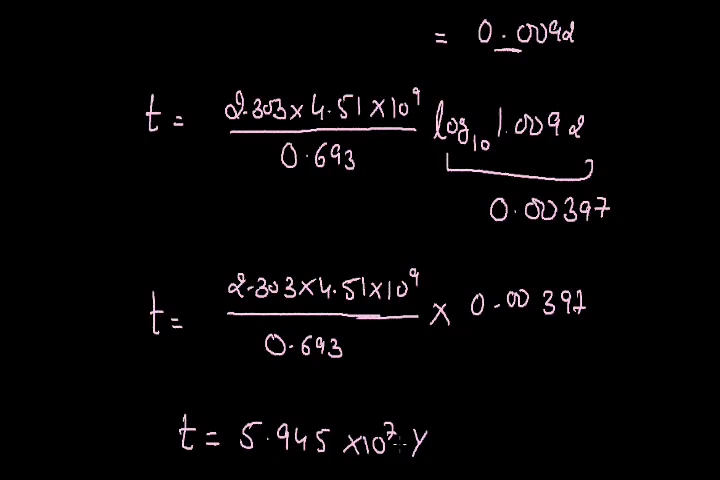 = 0.0092
t = 2.303 × 4.51 × 10⁹ / 0.693 log₁₀ 1.0092
0.00397
t = 2.303 × 4.51 × 10⁹ / 0.693 × 0.00397
t = 5.945 × 10⁷ Y